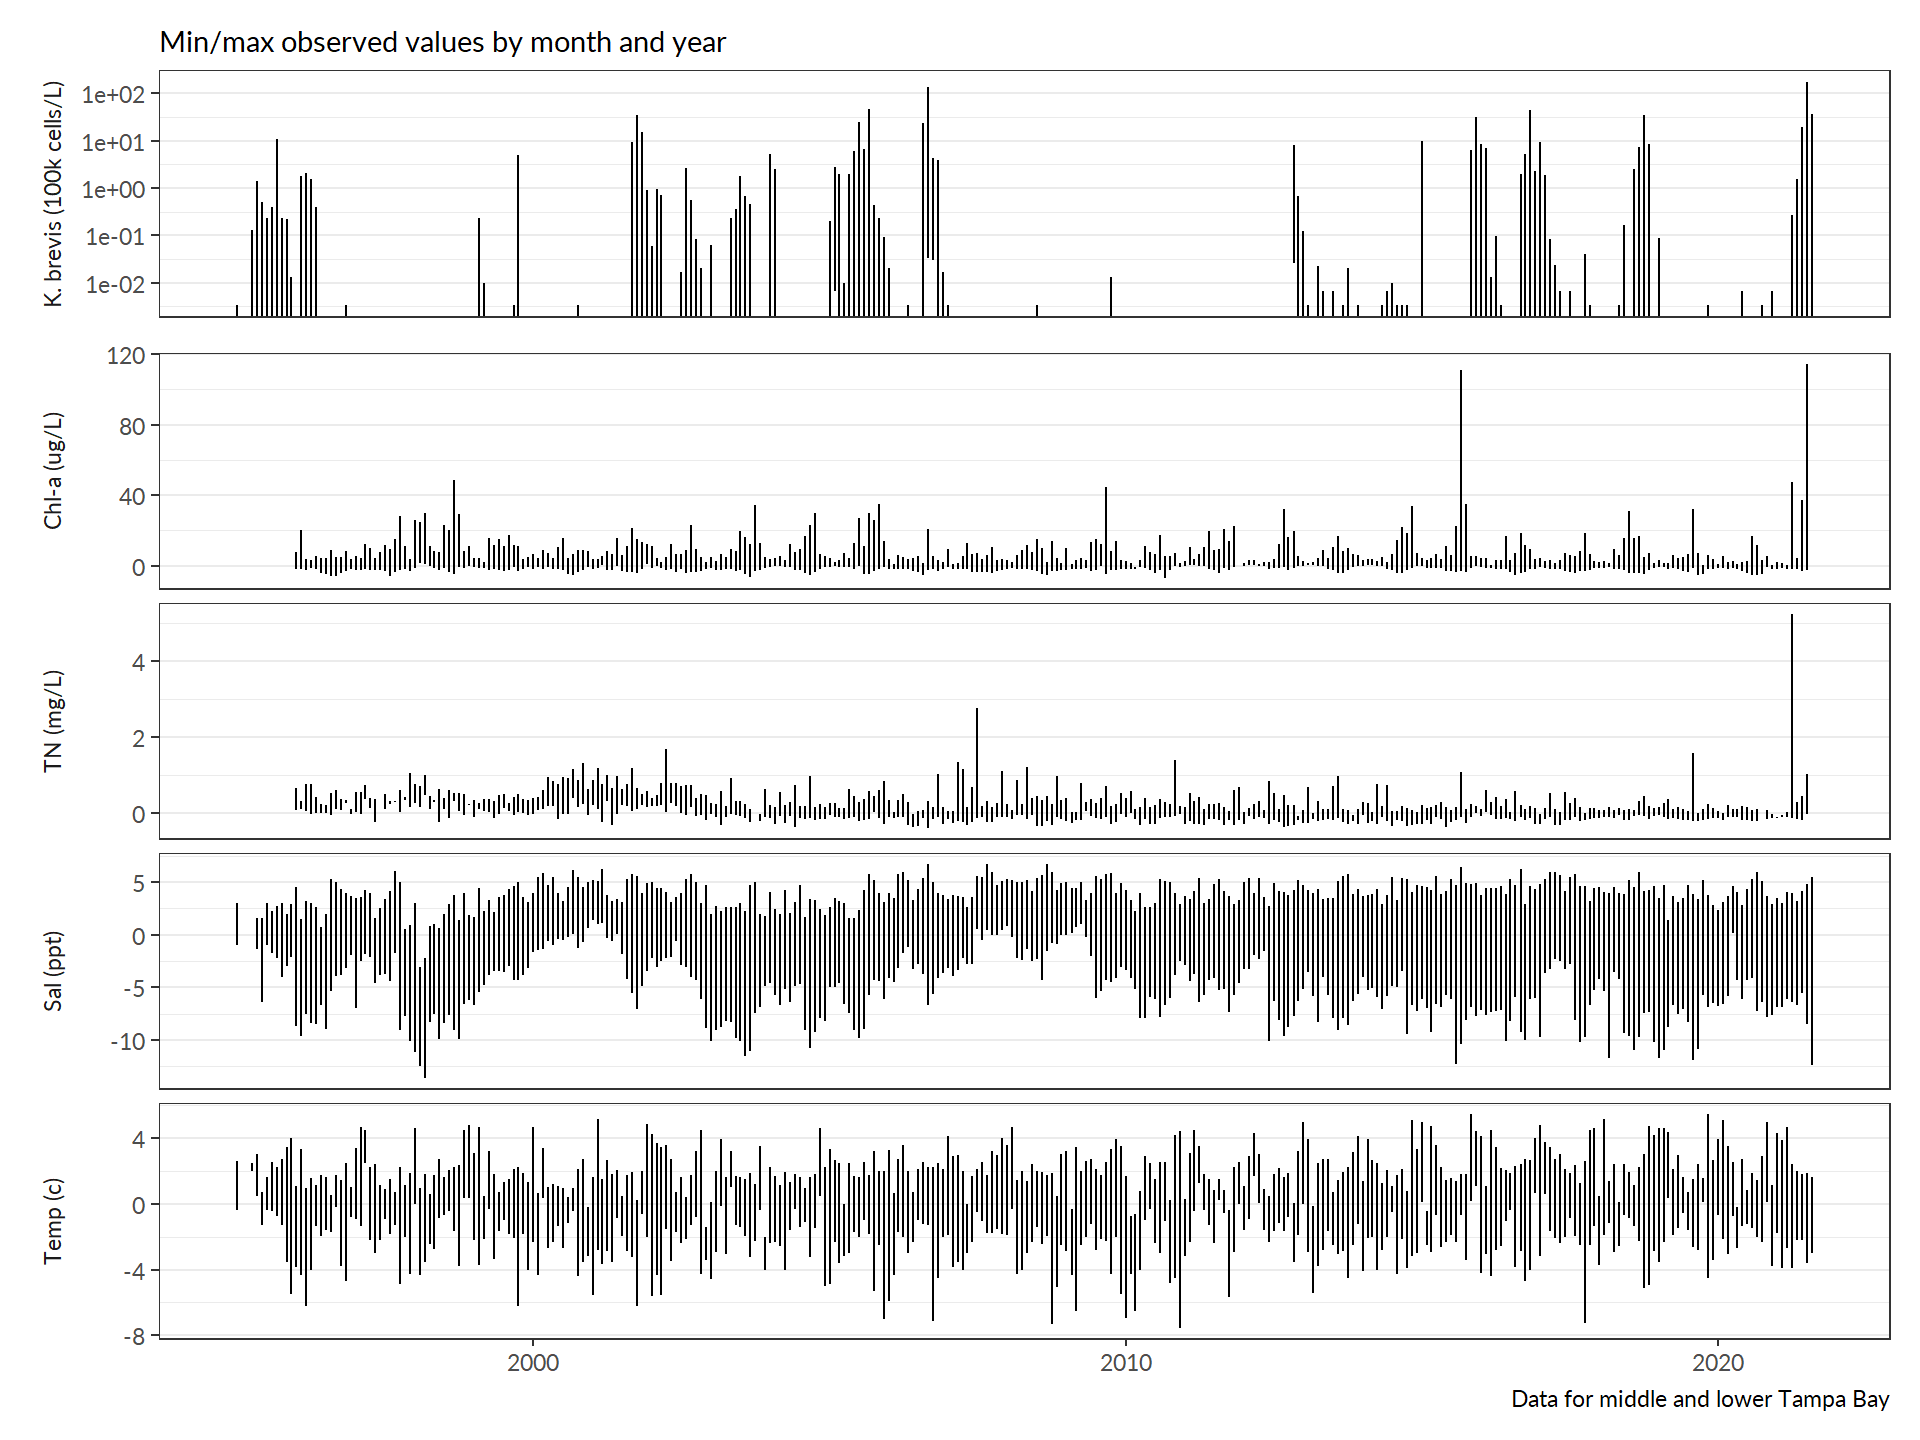 Min/max observed values by month and year
K. brevis (100k cells/L)
1e+02
1e+01
1e+00
1e-01
1e-02
Chl-a (ug/L)
120
80
40
0
TN (mg/L)
4
2
0
Sal (ppt)
5
0
-5
-10
Temp (c)
4
0
-4
-8
2000
2010
2020
Data for middle and lower Tampa Bay